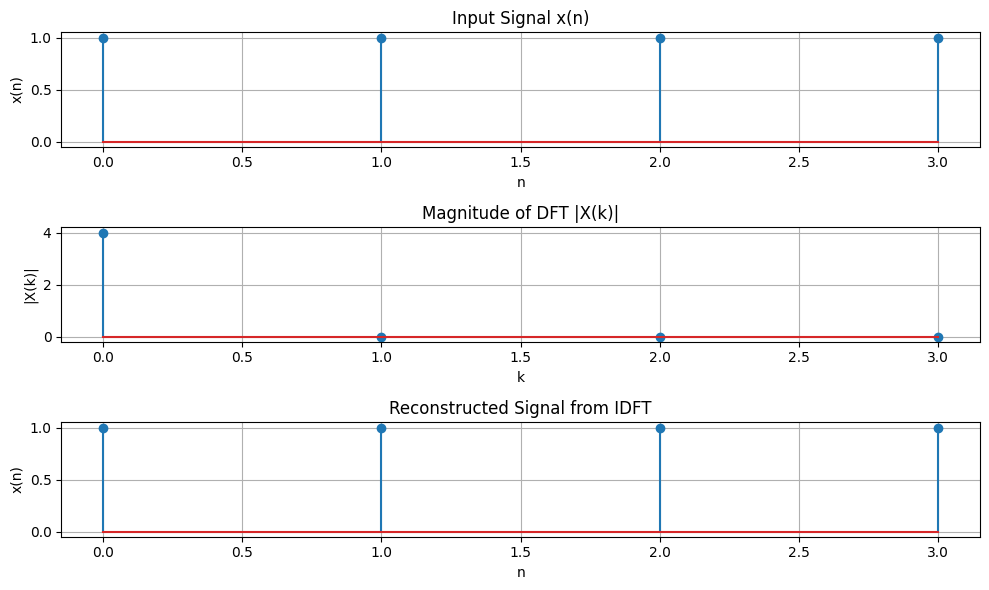 Input Signal x(n)
1.0
0.5
0.0
x(n)
0.0 0.5 1.0 1.5 2.0 2.5 3.0
n
Magnitude of DFT |X(k)|
4
2
0
|X(k)|
0.0 0.5 1.0 1.5 2.0 2.5 3.0
k
Reconstructed Signal from IDFT
1.0
0.5
0.0
x(n)
0.0 0.5 1.0 1.5 2.0 2.5 3.0
n